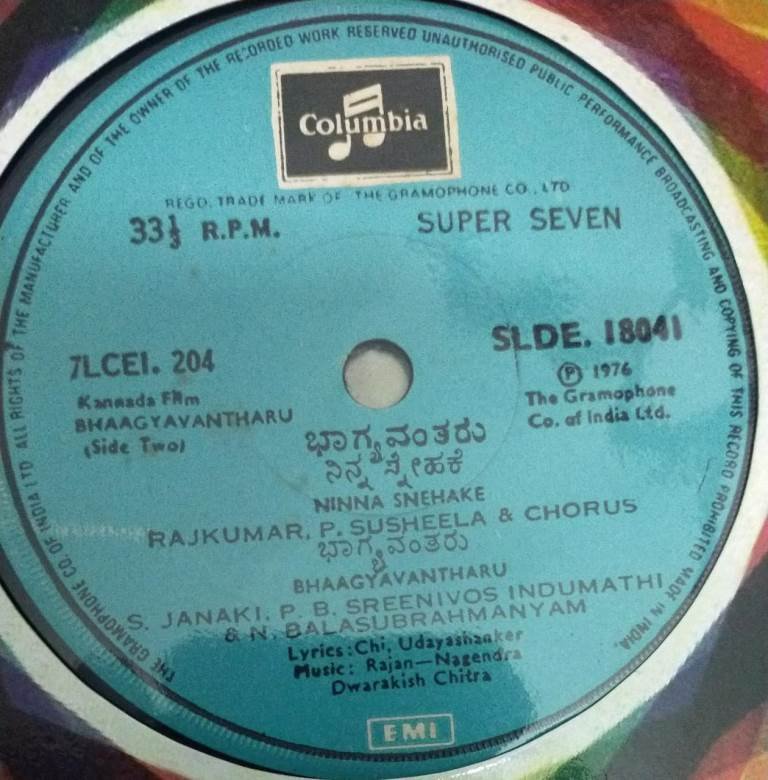 THE GRAMOPHONE CO. OF INDIA LTD. ALL RIGHTS OF THE MANUFACTURER AND OF THE OWNER OF THE RECORDED WORK RESERVED UNAUTHORISED PUBLIC PERFORMANCE BROADCASTING AND COPYING OF THIS RECORD PROHIBITED MADE IN INDIA.
Columbia
REGD. TRADE MARK OF THE GRAMOPHONE CO., LTD
33⅓ R.P.M.
SUPER SEVEN
7LCEI. 204
SLDE. 18041
Kannada Film
BHAAGYAVANTHARU
(Side Two)
Ⓟ 1976
The Gramophone
Co. of India Ltd.
ಭಾಗ್ಯವಂತರು
ನಿನ್ನ ಸ್ನೇಹಕೆ
NINNA SNEHAKE
RAJKUMAR, P. SUSHEELA & CHORUS
ಭಾಗ್ಯವಂತರು
BHAAGYAVANTHARU
S. JANAKI, P. B. SREENIVOS INDUMATHI
& N. BALASUBRAHMANYAM
Lyrics: Chi, Udayashanker
Music: Rajan—Nagendra
Dwarakish Chitra
EMI